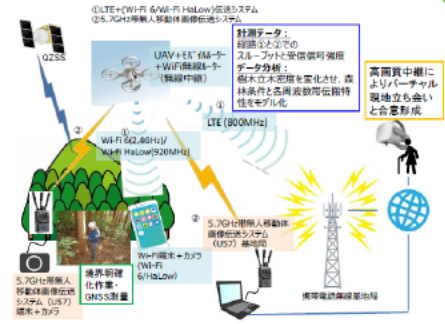 ①LTE+(Wi-Fi 6/Wi-Fi HaLow)伝送システム
②5.7GHz帯無人移動体画像伝送システム
QZSS
UAV+モバイルルーター
+WiFi無線ルーター
(無線中継)
計測データ:
経路①と②での
スループットと受信信号強度
データ分析:
樹木立木密度を変化させ、森
林条件と各周波数帯伝搬特
性をモデル化
高画質中継に
よりバーチャル
現地立ち会い
と合意形成
①
LTE (800MHz)
②
①
Wi-Fi 6(2.4GHz)/
Wi-Fi HaLow(920MHz)
②
5.7GHz帯無人移動体
画像伝送システム
(US7) 基地局
Wi-Fi端末+カメラ
(Wi-Fi
6/HaLow)
境界明確
化作業・
GNSS測量
5.7GHz帯無人
移動体画像伝送
システム (US7)
端末+カメラ
携帯電話無線基地局